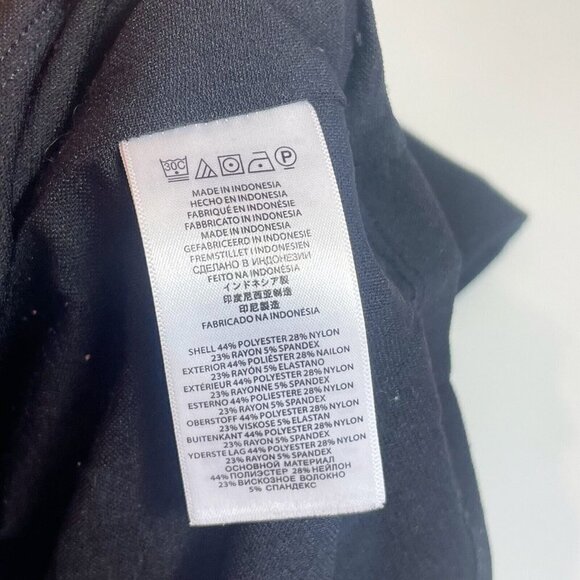 30C P
MADE IN INDONESIA
HECHO EN INDONESIA
FABRIQUÉ EN INDONÉSIE
FABBRICATO IN INDONESIA
MADE IN INDONESIA
GEFABRICEERD IN INDONESIA
FREMSTILLET I INDONESIEN
СДЕЛАНО В ИНДОНЕЗИИ
FEITO NA INDONÉSIA
インドネシア製
印度尼西亚制造
印尼製造
FABRICADO NA INDONÉSIA
SHELL 44% POLYESTER 28% NYLON
23% RAYON 5% SPANDEX
EXTERIOR 44% POLIÉSTER 28% NAILON
23% RAYON 5% ELASTANO
EXTÉRIEUR 44% POLYESTER 28% NYLON
23% RAYONNE 5% SPANDEX
ESTERNO 44% POLIESTERE 28% NYLON
23% RAYON 5% SPANDEX
OBERSTOFF 44% POLYESTER 28% NYLON
23% VISKOSE 5% ELASTAN
BUITENKANT 44% POLYESTER 28% NYLON
23% RAYON 5% SPANDEX
YDERSTE LAG 44% POLYESTER 28% NYLON
23% RAYON 5% SPANDEX
ОСНОВНОЙ МАТЕРИАЛ
44% ПОЛИЭСТЕР 28% НЕЙЛОН
23% ВИСКОЗНОЕ ВОЛОКНО
5% СПАНДЕКС